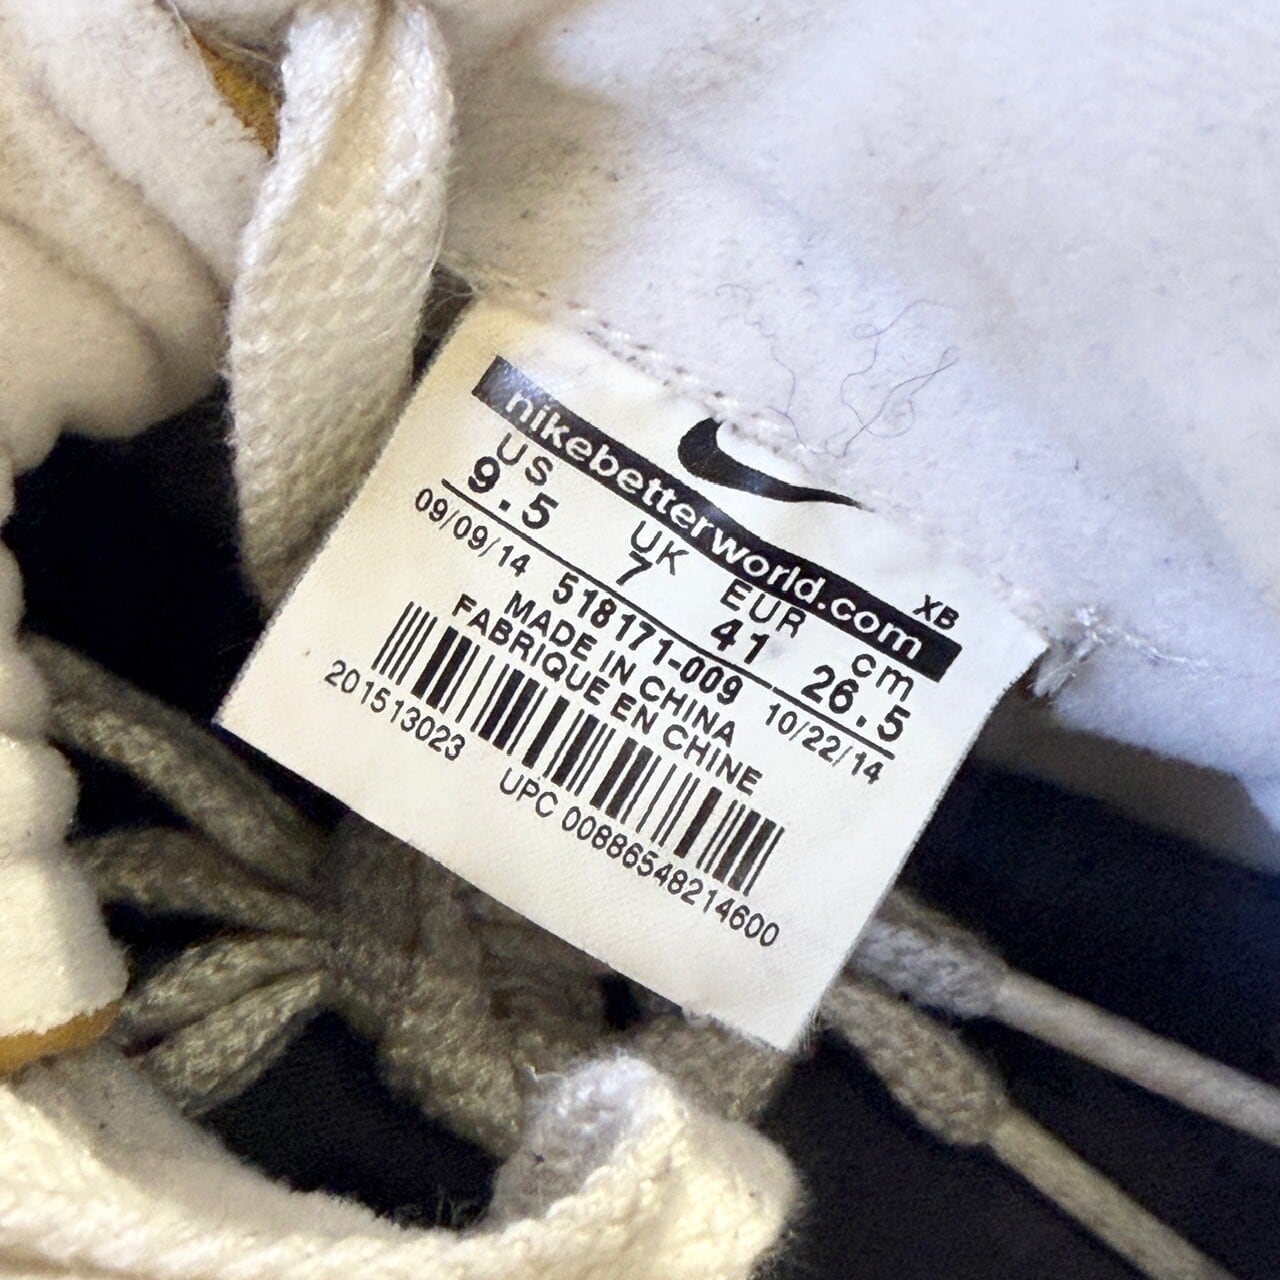 nikebetterworld.com
XB
US UK EUR cm
9.5 7 41 26.5
09/09/14 518171-009 10/22/14
MADE IN CHINA
FABRIQUE EN CHINE
201513023 UPC 00886548214600